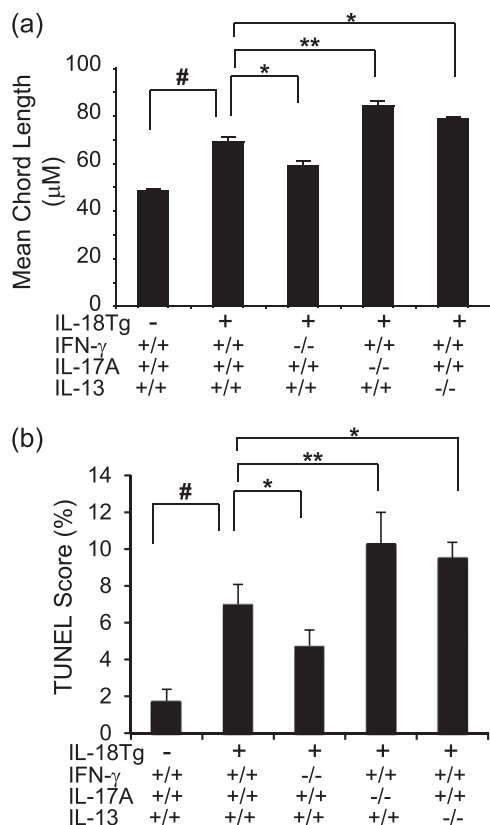 (a)
*
**
#
*
100
80
60
40
20
0
Mean Chord Length
(μM)
IL-18Tg - + + + +
IFN-γ +/+ +/+ -/- +/+ +/+
IL-17A +/+ +/+ +/+ -/- +/+
IL-13 +/+ +/+ +/+ +/+ -/-
(b)
*
**
#
*
14
12
10
8
6
4
2
0
TUNEL Score (%)
IL-18Tg - + + + +
IFN-γ +/+ +/+ -/- +/+ +/+
IL-17A +/+ +/+ +/+ -/- +/+
IL-13 +/+ +/+ +/+ +/+ -/-